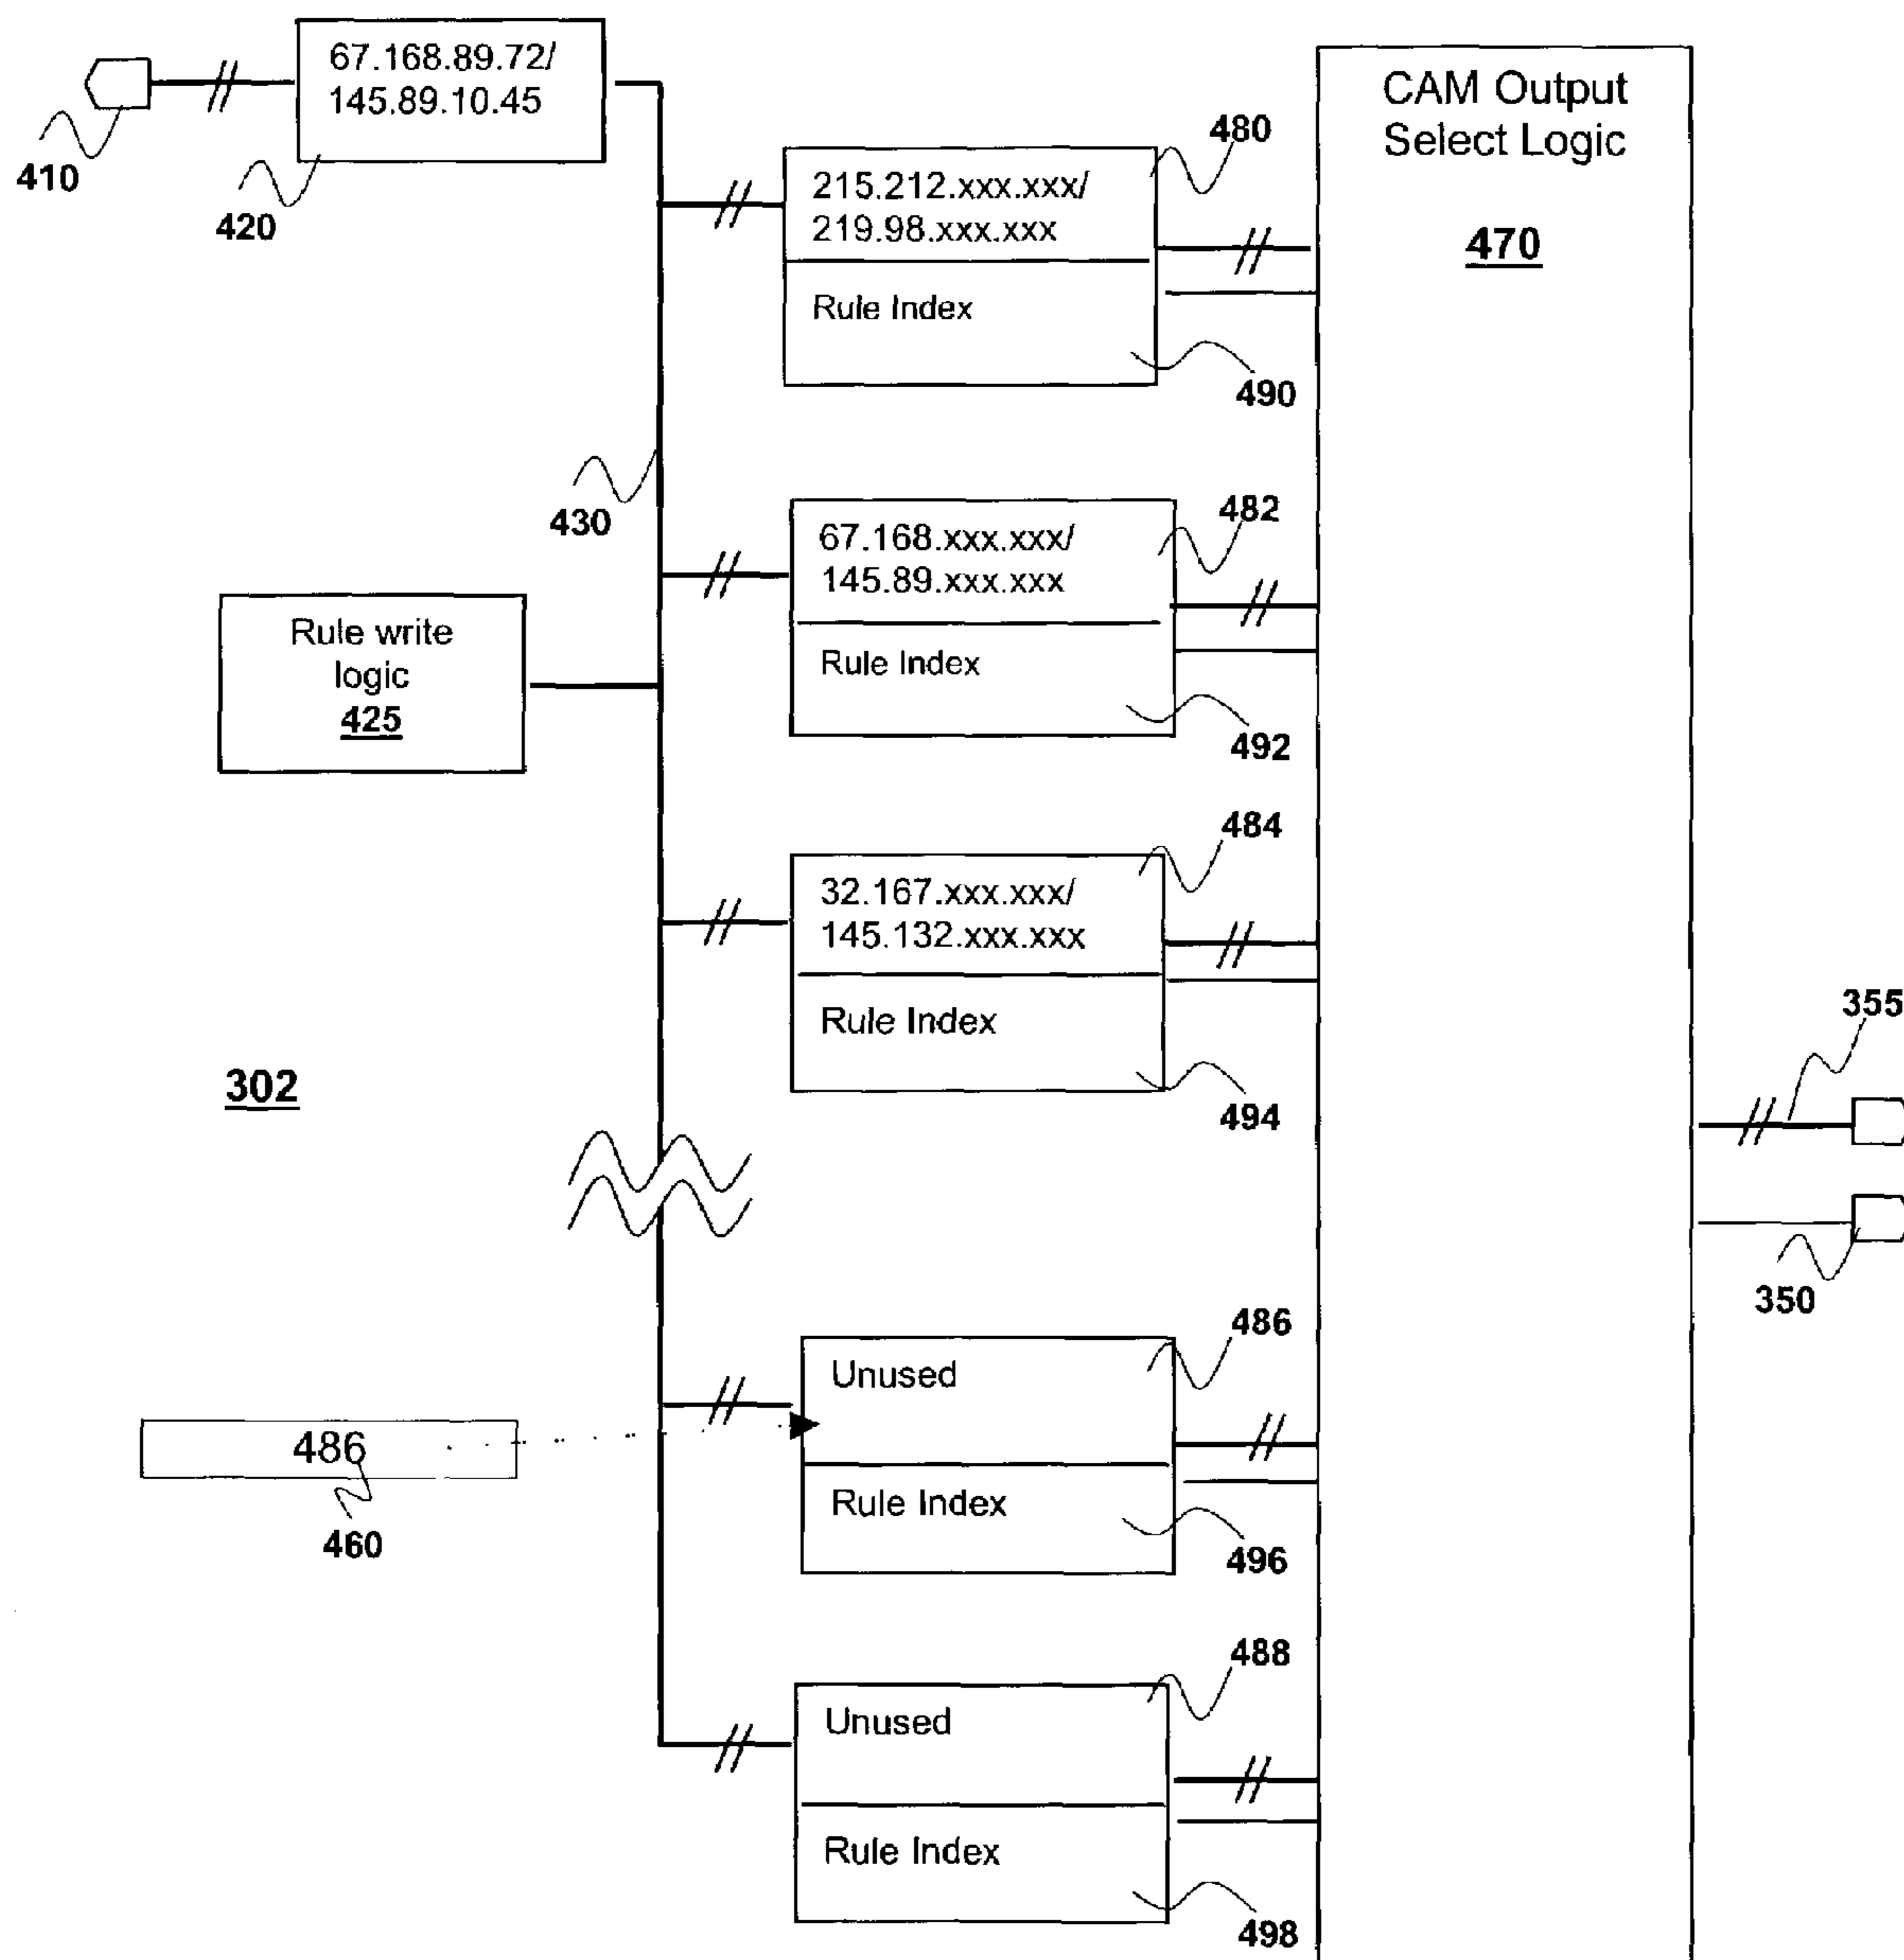 67.168.89.72/
145.89.10.45
410
420
CAM Output
Select Logic
470
480
215.212.xxx.xxx/
219.98.xxx.xxx
Rule Index
490
430
482
67.168.xxx.xxx/
145.89.xxx.xxx
Rule Index
492
Rule write
logic
425
484
32.167.xxx.xxx/
145.132.xxx.xxx
Rule Index
494
302
355
350
486
Unused
Rule Index
496
486
460
488
Unused
Rule Index
498